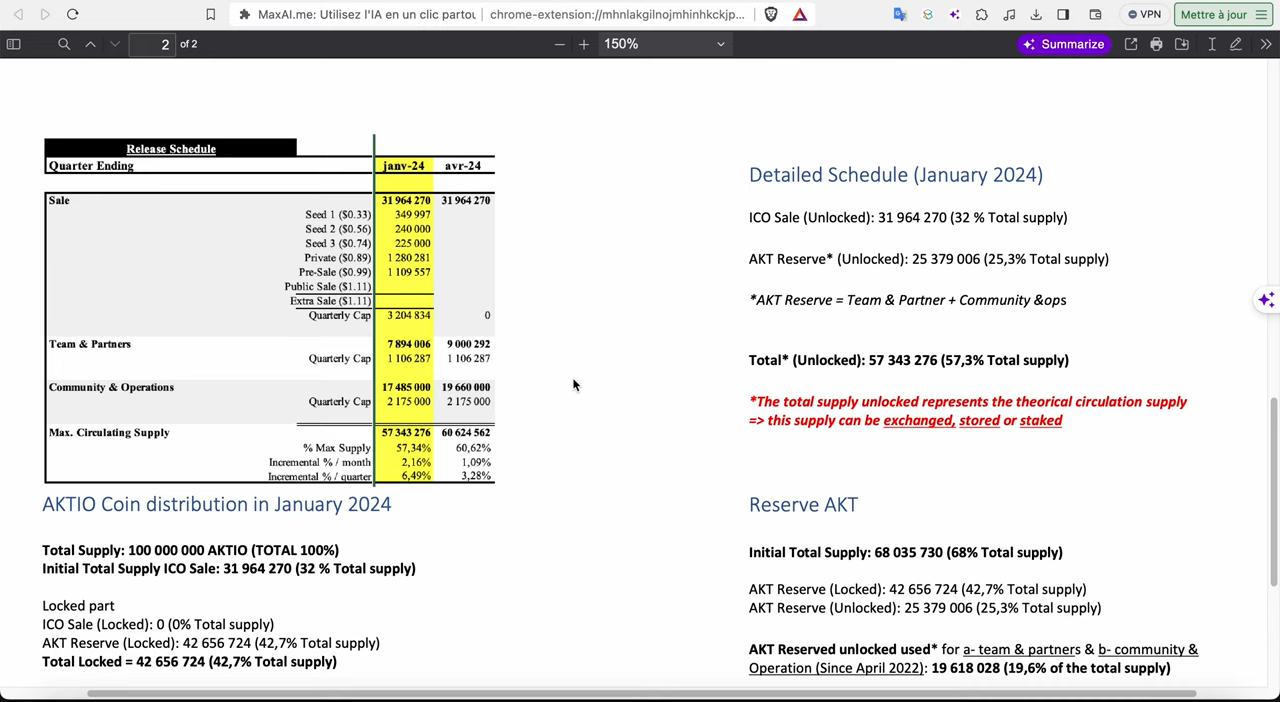 MaxAI.me: Utilisez l'IA en un clic partou
chrome-extension://mhnlakgilnojmhinhkckjp...
VPN
Mettre à jour
2 of 2
150%
Summarize
Release Schedule
Quarter Ending janv-24 avr-24
Sale 31 964 270 31 964 270
Seed 1 ($0.33) 349 997
Seed 2 ($0.56) 240 000
Seed 3 ($0.74) 225 000
Private ($0.89) 1 280 281
Pre-Sale ($0.99) 1 109 557
Public Sale ($1.11)
Extra Sale ($1.11)
Quarterly Cap 3 204 834 0
Team & Partners 7 894 006 9 000 292
Quarterly Cap 1 106 287 1 106 287
Community & Operations 17 485 000 19 660 000
Quarterly Cap 2 175 000 2 175 000
Max. Circulating Supply 57 343 276 60 624 562
% Max Supply 57,34% 60,62%
Incremental % / month 2,16% 1,09%
Incremental % / quarter 6,49% 3,28%
AKTIO Coin distribution in January 2024
Total Supply: 100 000 000 AKTIO (TOTAL 100%)
Initial Total Supply ICO Sale: 31 964 270 (32 % Total supply)
Locked part
ICO Sale (Locked): 0 (0% Total supply)
AKT Reserve (Locked): 42 656 724 (42,7% Total supply)
Total Locked = 42 656 724 (42,7% Total supply)
Detailed Schedule (January 2024)
ICO Sale (Unlocked): 31 964 270 (32 % Total supply)
AKT Reserve* (Unlocked): 25 379 006 (25,3% Total supply)
*AKT Reserve = Team & Partner + Community &ops
Total* (Unlocked): 57 343 276 (57,3% Total supply)
*The total supply unlocked represents the theorical circulation supply
=> this supply can be exchanged, stored or staked
Reserve AKT
Initial Total Supply: 68 035 730 (68% Total supply)
AKT Reserve (Locked): 42 656 724 (42,7% Total supply)
AKT Reserve (Unlocked): 25 379 006 (25,3% Total supply)
AKT Reserved unlocked used* for a- team & partners & b- community &
Operation (Since April 2022): 19 618 028 (19,6% of the total supply)